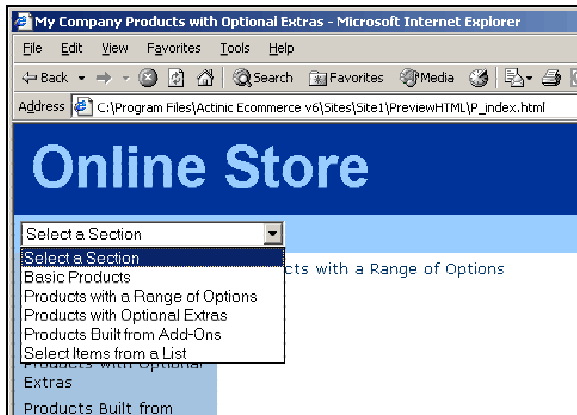 My Company Products with Optional Extras - Microsoft Internet Explorer
File Edit View Favorites Tools Help
Back Search Favorites Media
Address C:\Program Files\Actinic Ecommerce v6\Sites\Site1\PreviewHTML\P_index.html
Online Store
Select a Section
Select a Section
Basic Products
cts with a Range of Options
Products with a Range of Options
Products with Optional Extras
Products Built from Add-Ons
Select Items from a List
Products with Optional
Extras
Products Built from